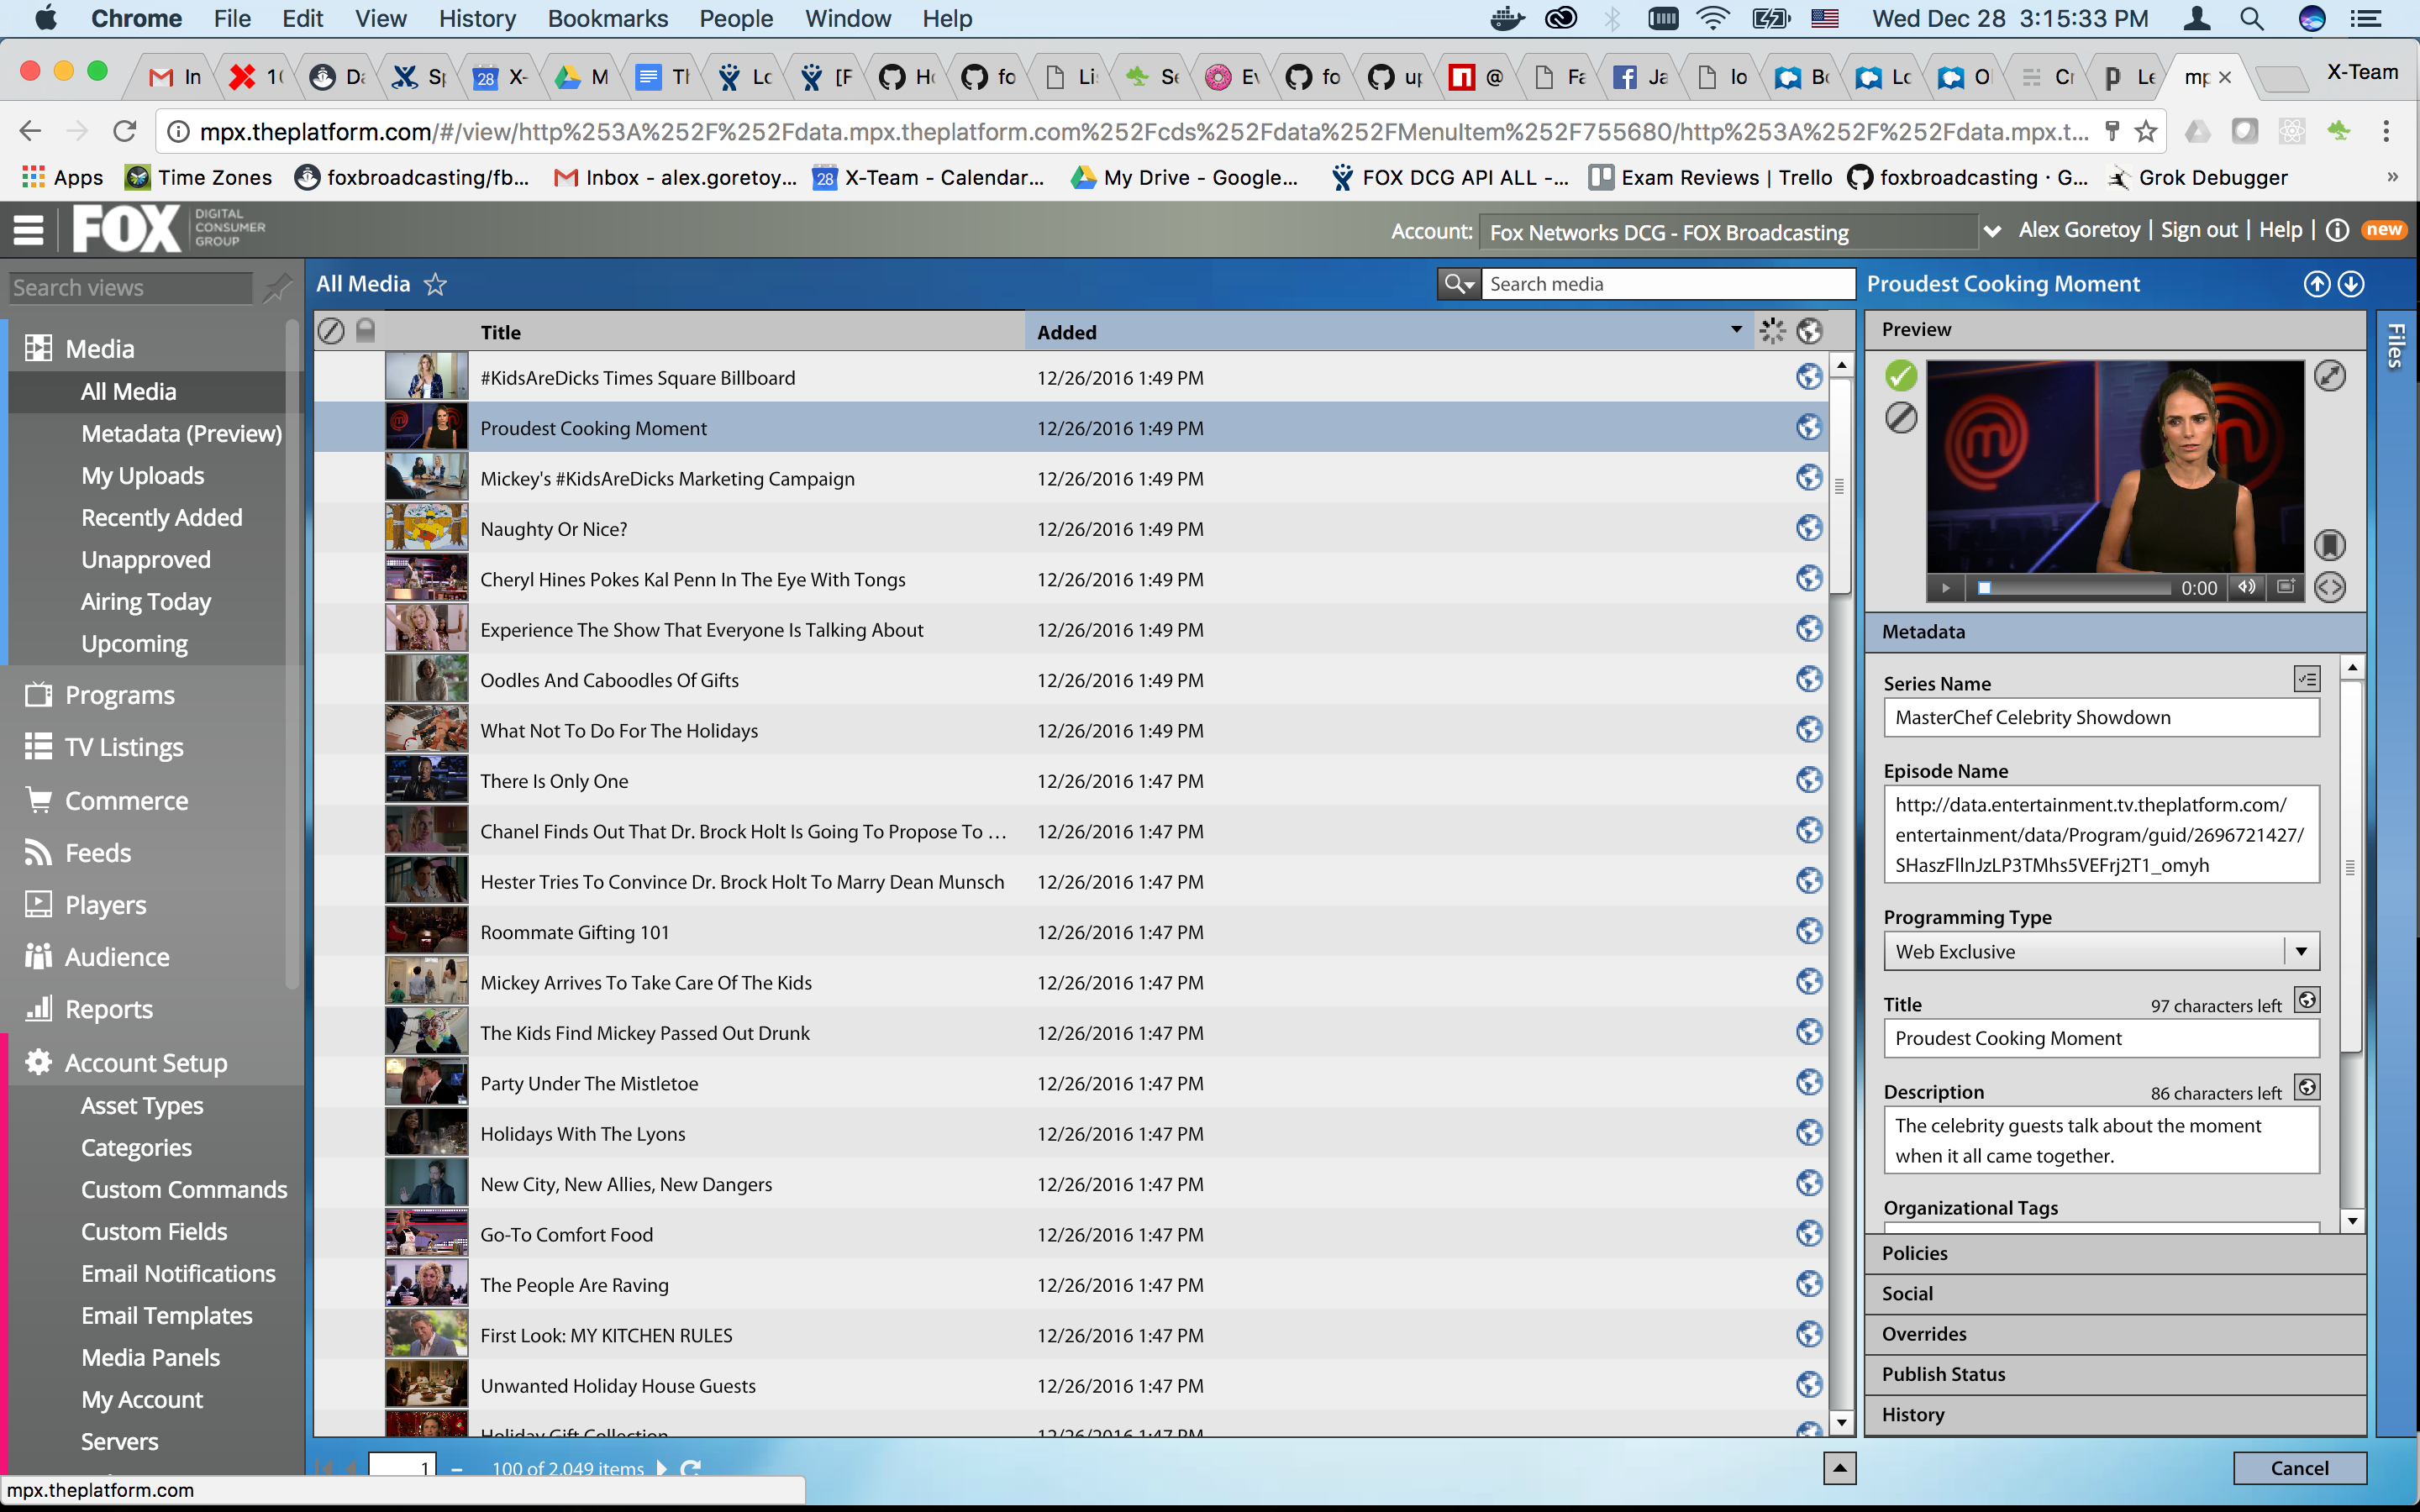 Chrome File Edit View History Bookmarks People Window Help Wed Dec 28 3:15:33 PM
In 10 Da Sp 28 X- M Th Lo [F Ho fo Li Se Ev fo up @ Fa Ja lo Bo Lo O Cr Le mp X-Team
mpx.theplatform.com/#/view/http%253A%252F%252Fdata.mpx.theplatform.com%252Fcds%252Fdata%252FMenuItem%252F755680/http%253A%252F%252Fdata.mpx.t...
Apps Time Zones foxbroadcasting/fb... Inbox - alex.goretoy... 28 X-Team - Calendar... My Drive - Google... FOX DCG API ALL -... Exam Reviews | Trello foxbroadcasting · G... Grok Debugger »
FOX DIGITAL CONSUMER GROUP
Account: Fox Networks DCG - FOX Broadcasting Alex Goretoy | Sign out | Help | new
Search views
Media
All Media
Metadata (Preview)
My Uploads
Recently Added
Unapproved
Airing Today
Upcoming
Programs
TV Listings
Commerce
Feeds
Players
Audience
Reports
Account Setup
Asset Types
Categories
Custom Commands
Custom Fields
Email Notifications
Email Templates
Media Panels
My Account
Servers
mpx.theplatform.com
All Media Search media
Title Added
#KidsAreDicks Times Square Billboard 12/26/2016 1:49 PM
Proudest Cooking Moment 12/26/2016 1:49 PM
Mickey's #KidsAreDicks Marketing Campaign 12/26/2016 1:49 PM
Naughty Or Nice? 12/26/2016 1:49 PM
Cheryl Hines Pokes Kal Penn In The Eye With Tongs 12/26/2016 1:49 PM
Experience The Show That Everyone Is Talking About 12/26/2016 1:49 PM
Oodles And Caboodles Of Gifts 12/26/2016 1:49 PM
What Not To Do For The Holidays 12/26/2016 1:49 PM
There Is Only One 12/26/2016 1:47 PM
Chanel Finds Out That Dr. Brock Holt Is Going To Propose To ... 12/26/2016 1:47 PM
Hester Tries To Convince Dr. Brock Holt To Marry Dean Munsch 12/26/2016 1:47 PM
Roommate Gifting 101 12/26/2016 1:47 PM
Mickey Arrives To Take Care Of The Kids 12/26/2016 1:47 PM
The Kids Find Mickey Passed Out Drunk 12/26/2016 1:47 PM
Party Under The Mistletoe 12/26/2016 1:47 PM
Holidays With The Lyons 12/26/2016 1:47 PM
New City, New Allies, New Dangers 12/26/2016 1:47 PM
Go-To Comfort Food 12/26/2016 1:47 PM
The People Are Raving 12/26/2016 1:47 PM
First Look: MY KITCHEN RULES 12/26/2016 1:47 PM
Unwanted Holiday House Guests 12/26/2016 1:47 PM
Holiday Gift Collection 12/26/2016 1:47 PM
1 – 100 of 2,049 items
Proudest Cooking Moment
Files
Preview
0:00
Metadata
Series Name
MasterChef Celebrity Showdown
Episode Name
http://data.entertainment.tv.theplatform.com/
entertainment/data/Program/guid/2696721427/
SHaszFllnJzLP3TMhs5VEFrj2T1_omyh
Programming Type
Web Exclusive
Title 97 characters left
Proudest Cooking Moment
Description 86 characters left
The celebrity guests talk about the moment
when it all came together.
Organizational Tags
Policies
Social
Overrides
Publish Status
History
Cancel